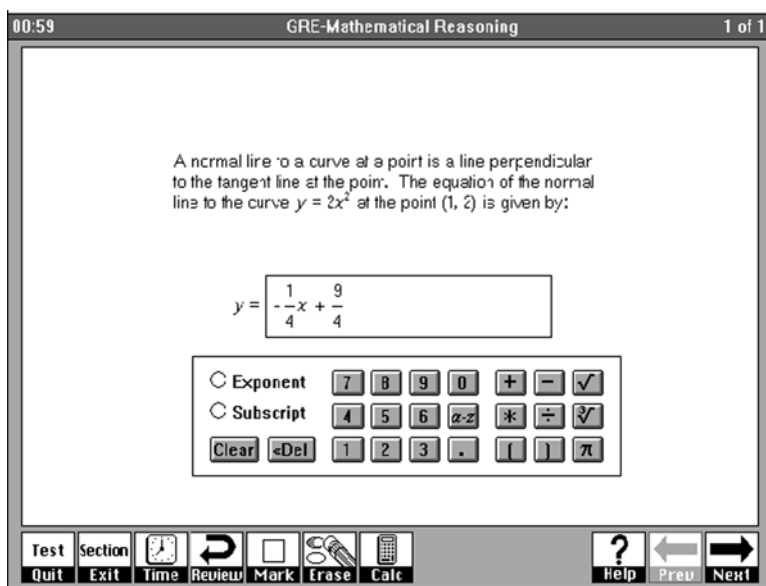 00:59 GRE-Mathematical Reasoning 1 of 1
A normal line to a curve at a point is a line perpendicular
to the tangent line at the point. The equation of the normal
line to the curve y = 2x² at the point (1, 2) is given by:
y = -1/4 x + 9/4
Exponent 7 8 9 0 + − √
Subscript 4 5 6 a-z * ÷ ∛
Clear «Del 1 2 3 . ( ) π
Test Section ?
Quit Exit Time Review Mark Erase Calc Help Prev Next